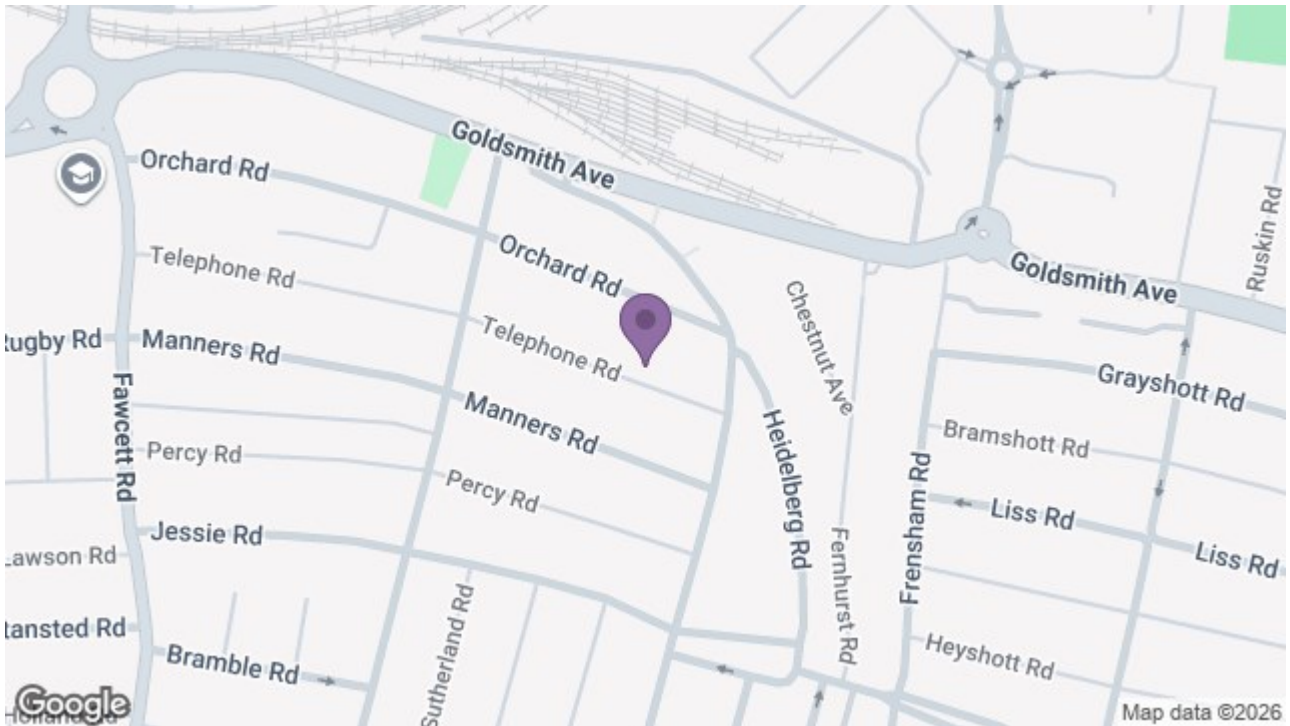 Goldsmith Ave
Orchard Rd
Ruskin Rd
Telephone Rd
Orchard Rd
Goldsmith Ave
Chestnut Ave
Rugby Rd
Manners Rd
Telephone Rd
Grayshott Rd
Fawcett Rd
Manners Rd
Heidelberg Rd
Bramshott Rd
Percy Rd
Percy Rd
Frensham Rd
Liss Rd
Jessie Rd
Fernhurst Rd
Lawson Rd
Liss Rd
Sutherland Rd
tansted Rd
Bramble Rd
Heyshott Rd
Google
Map data ©2026